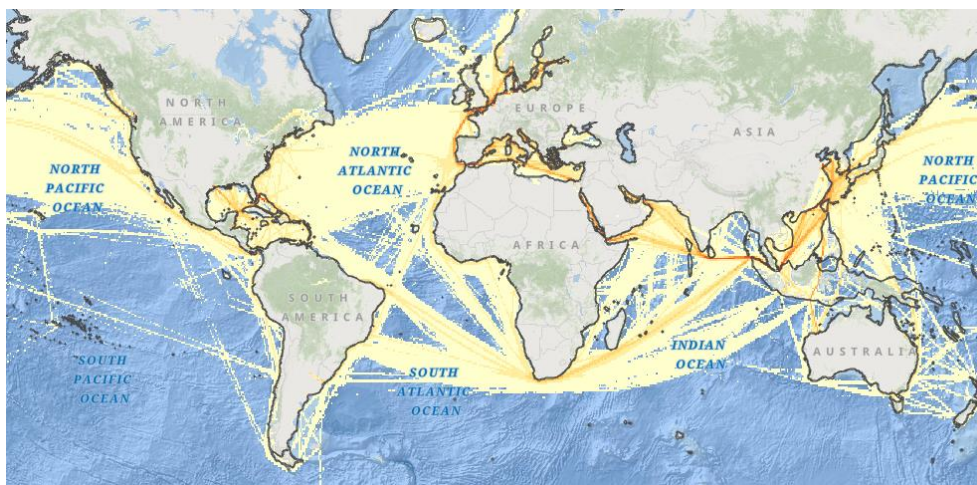 NORTH
AMERICA
EUROPE
ASIA
NORTH
ATLANTIC
OCEAN
NORTH
PACIFIC
OCEAN
NORTH
PACIFIC
OCEAN
AFRICA
SOUTH
AMERICA
INDIAN
OCEAN
AUSTRALIA
SOUTH
PACIFIC
OCEAN
SOUTH
ATLANTIC
OCEAN